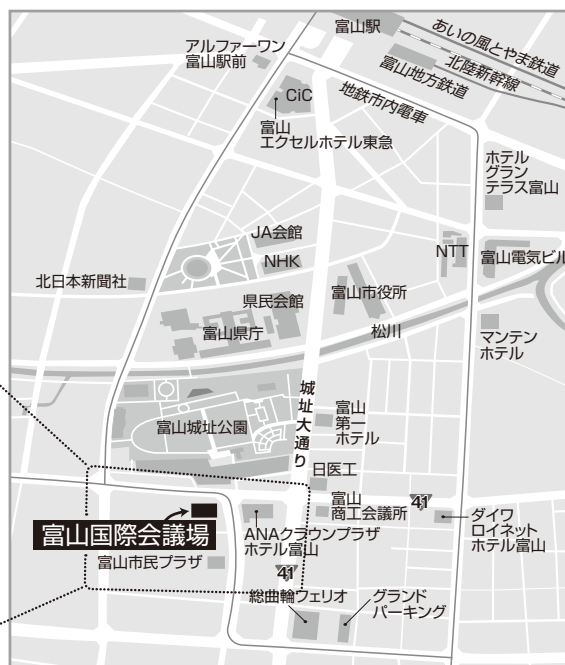 富山駅
あいの風とやま鉄道
北陸新幹線
富山地方鉄道
アルファーワン
富山駅前
CiC
地鉄市内電車
富山
エクセルホテル東急
ホテル
グラン
テラス富山
JA会館
NHK
NTT
富山電気ビル
北日本新聞社
県民会館
富山市役所
富山県庁
松川
マンテン
ホテル
城址大通り
富山城址公園
富山
第一
ホテル
日医工
富山
商工会議所
41
ダイワ
ロイネット
ホテル富山
富山国際会議場
ANAクラウンプラザ
ホテル富山
富山市民プラザ
41
総曲輪ウェリオ
グランド
パーキング